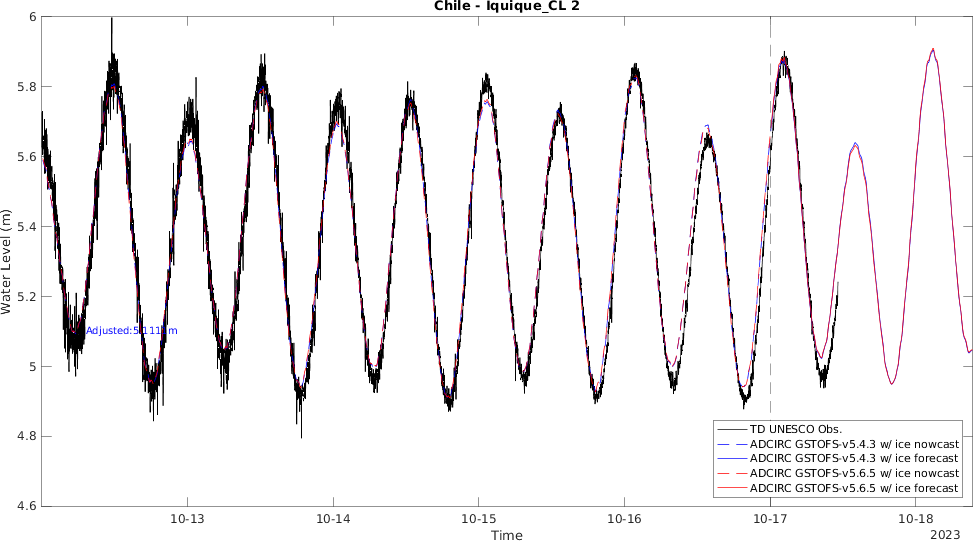 Chile - Iquique_CL 2
6
5.8
5.6
5.4
5.2
5
4.8
4.6
Water Level (m)
Adjusted:5.111 m
10-13
10-14
10-15
10-16
10-17
10-18
Time
2023
TD UNESCO Obs.
ADCIRC GSTOFS-v5.4.3 w/ ice nowcast
ADCIRC GSTOFS-v5.4.3 w/ ice forecast
ADCIRC GSTOFS-v5.6.5 w/ ice nowcast
ADCIRC GSTOFS-v5.6.5 w/ ice forecast